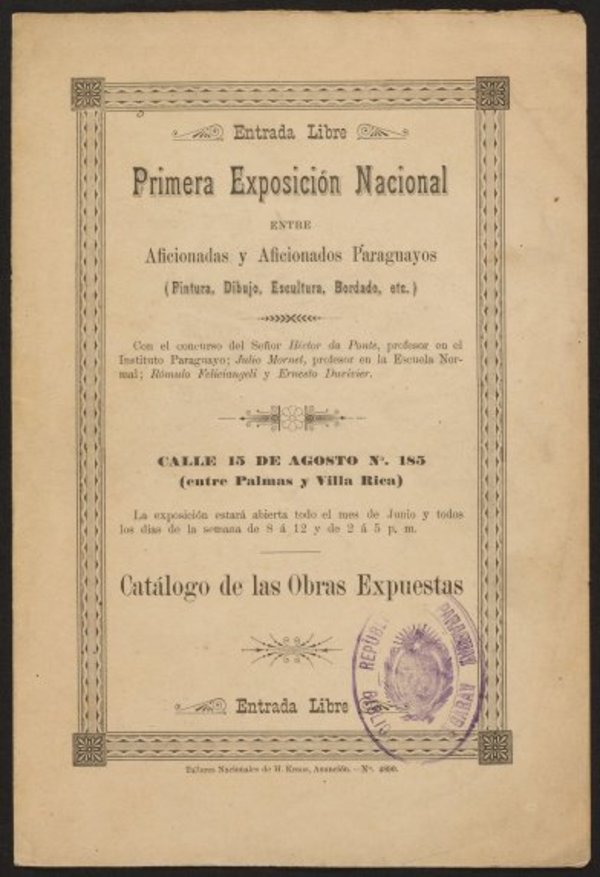 Entrada Libre
Primera Exposición Nacional
ENTRE
Aficionadas y Aficionados Paraguayos
(Pintura, Dibujo, Escultura, Bordado, etc.)
Con el concurso del Señor Héctor da Ponte, profesor en el
Instituto Paraguayo; Julio Mornet, profesor en la Escuela Nor-
mal; Rómulo Feliciangeli y Ernesto Durivier.
CALLE 15 DE AGOSTO Nº. 185
(entre Palmas y Villa Rica)
La exposición estará abierta todo el mes de Junio y todos
los dias de la semana de 8 á 12 y de 2 á 5 p. m.
Catálogo de las Obras Expuestas
Entrada Libre
Talleres Nacionales de H. Kraus, Asunción. — Nº.